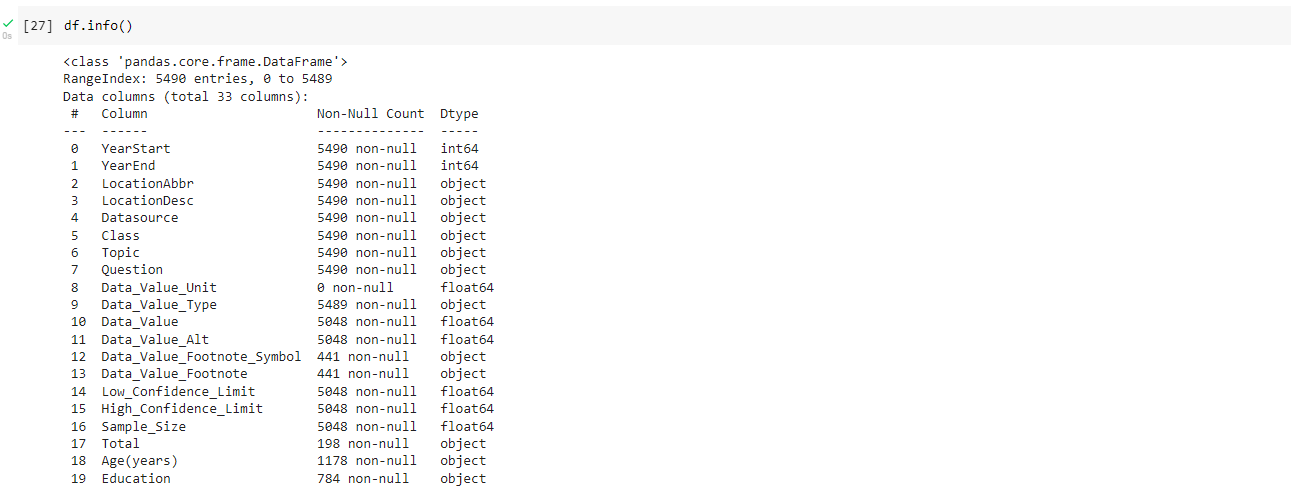 [27] df.info()
0s
<class 'pandas.core.frame.DataFrame'>
RangeIndex: 5490 entries, 0 to 5489
Data columns (total 33 columns):
 #   Column                      Non-Null Count  Dtype
---  ------                      --------------  -----
 0   YearStart                   5490 non-null   int64
 1   YearEnd                     5490 non-null   int64
 2   LocationAbbr                5490 non-null   object
 3   LocationDesc                5490 non-null   object
 4   Datasource                  5490 non-null   object
 5   Class                       5490 non-null   object
 6   Topic                       5490 non-null   object
 7   Question                    5490 non-null   object
 8   Data_Value_Unit             0 non-null      float64
 9   Data_Value_Type             5489 non-null   object
 10  Data_Value                  5048 non-null   float64
 11  Data_Value_Alt              5048 non-null   float64
 12  Data_Value_Footnote_Symbol  441 non-null    object
 13  Data_Value_Footnote         441 non-null    object
 14  Low_Confidence_Limit        5048 non-null   float64
 15  High_Confidence_Limit       5048 non-null   float64
 16  Sample_Size                 5048 non-null   float64
 17  Total                       198 non-null    object
 18  Age(years)                  1178 non-null   object
 19  Education                   784 non-null    object